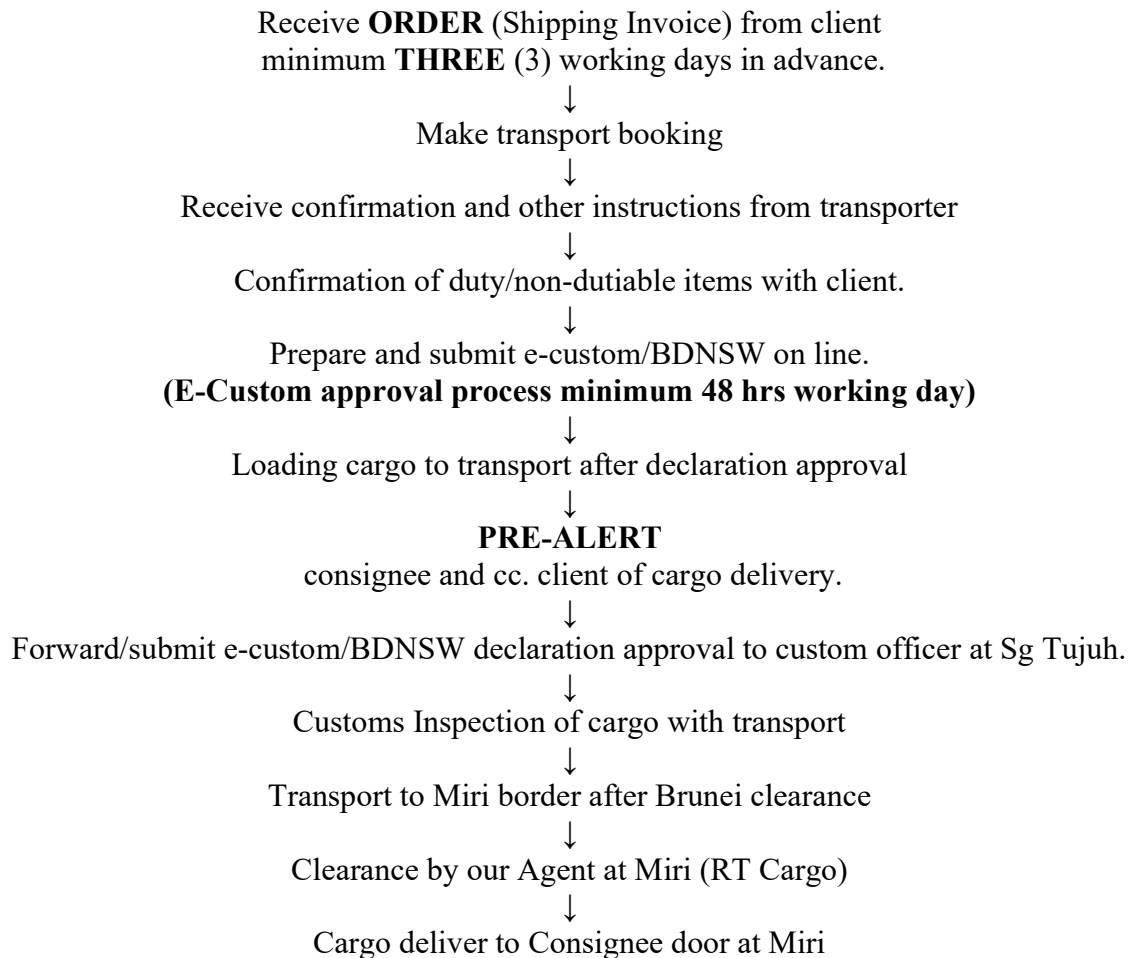 Receive ORDER (Shipping Invoice) from client
minimum THREE (3) working days in advance.
↓
Make transport booking
↓
Receive confirmation and other instructions from transporter
↓
Confirmation of duty/non-dutiable items with client.
↓
Prepare and submit e-custom/BDNSW on line.
(E-Custom approval process minimum 48 hrs working day)
↓
Loading cargo to transport after declaration approval
↓
PRE-ALERT
consignee and cc. client of cargo delivery.
↓
Forward/submit e-custom/BDNSW declaration approval to custom officer at Sg Tujuh.
↓
Customs Inspection of cargo with transport
↓
Transport to Miri border after Brunei clearance
↓
Clearance by our Agent at Miri (RT Cargo)
↓
Cargo deliver to Consignee door at Miri